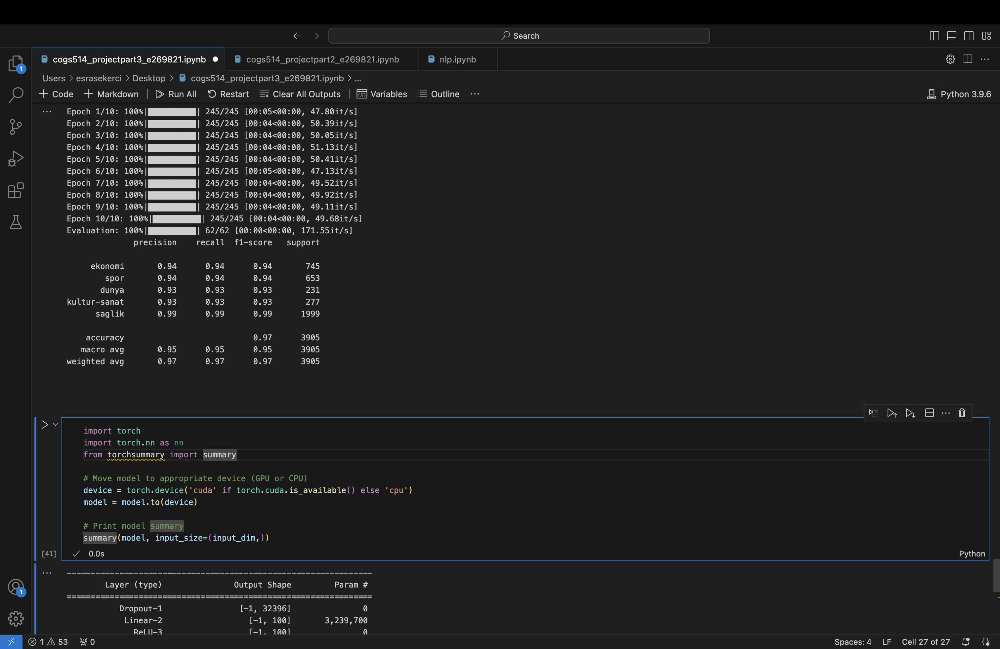 Search
cogs514_projectpart3_e269821.ipynb
cogs514_projectpart2_e269821.ipynb
nlp.ipynb
Users > esrasekerci > Desktop > cogs514_projectpart3_e269821.ipynb > ...
+ Code + Markdown | Run All Restart Clear All Outputs | Variables Outline ...
Python 3.9.6
1
Epoch 1/10: 100%|██████████| 245/245 [00:05<00:00, 47.80it/s]
Epoch 2/10: 100%|██████████| 245/245 [00:04<00:00, 50.39it/s]
Epoch 3/10: 100%|██████████| 245/245 [00:04<00:00, 50.05it/s]
Epoch 4/10: 100%|██████████| 245/245 [00:04<00:00, 51.13it/s]
Epoch 5/10: 100%|██████████| 245/245 [00:04<00:00, 50.41it/s]
Epoch 6/10: 100%|██████████| 245/245 [00:05<00:00, 47.13it/s]
Epoch 7/10: 100%|██████████| 245/245 [00:04<00:00, 49.52it/s]
Epoch 8/10: 100%|██████████| 245/245 [00:04<00:00, 49.92it/s]
Epoch 9/10: 100%|██████████| 245/245 [00:04<00:00, 49.11it/s]
Epoch 10/10: 100%|██████████| 245/245 [00:04<00:00, 49.68it/s]
Evaluation: 100%|██████████| 62/62 [00:00<00:00, 171.55it/s]
precision recall f1-score support
ekonomi 0.94 0.94 0.94 745
spor 0.94 0.94 0.94 653
dunya 0.93 0.93 0.93 231
kultur-sanat 0.93 0.93 0.93 277
saglik 0.99 0.99 0.99 1999
accuracy 0.97 3905
macro avg 0.95 0.95 0.95 3905
weighted avg 0.97 0.97 0.97 3905
import torch
import torch.nn as nn
from torchsummary import summary
# Move model to appropriate device (GPU or CPU)
device = torch.device('cuda' if torch.cuda.is_available() else 'cpu')
model = model.to(device)
# Print model summary
summary(model, input_size=(input_dim,))
[41] ✓ 0.0s
Python
----------------------------------------------------------------
Layer (type) Output Shape Param #
================================================================
Dropout-1 [-1, 32396] 0
Linear-2 [-1, 100] 3,239,700
ReLU-3 [-1, 100] 0
1
1 53 0
Spaces: 4 LF Cell 27 of 27